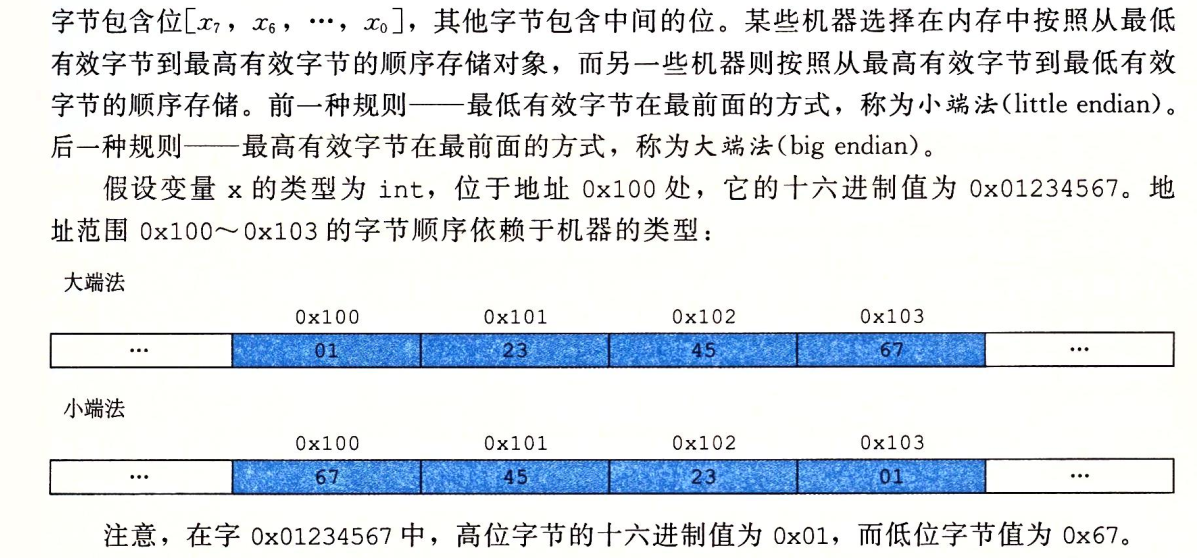 字节包含位[x₇，x₆，…，x₀]，其他字节包含中间的位。某些机器选择在内存中按照从最低
有效字节到最高有效字节的顺序存储对象，而另一些机器则按照从最高有效字节到最低有效
字节的顺序存储。前一种规则——最低有效字节在最前面的方式，称为小端法(little endian)。
后一种规则——最高有效字节在最前面的方式，称为大端法(big endian)。
假设变量 x 的类型为 int，位于地址 0x100 处，它的十六进制值为 0x01234567。地
址范围 0x100～0x103 的字节顺序依赖于机器的类型：
大端法
0x100 0x101 0x102 0x103
… 01 23 45 67 …
小端法
0x100 0x101 0x102 0x103
… 67 45 23 01 …
注意，在字 0x01234567 中，高位字节的十六进制值为 0x01，而低位字节值为 0x67。